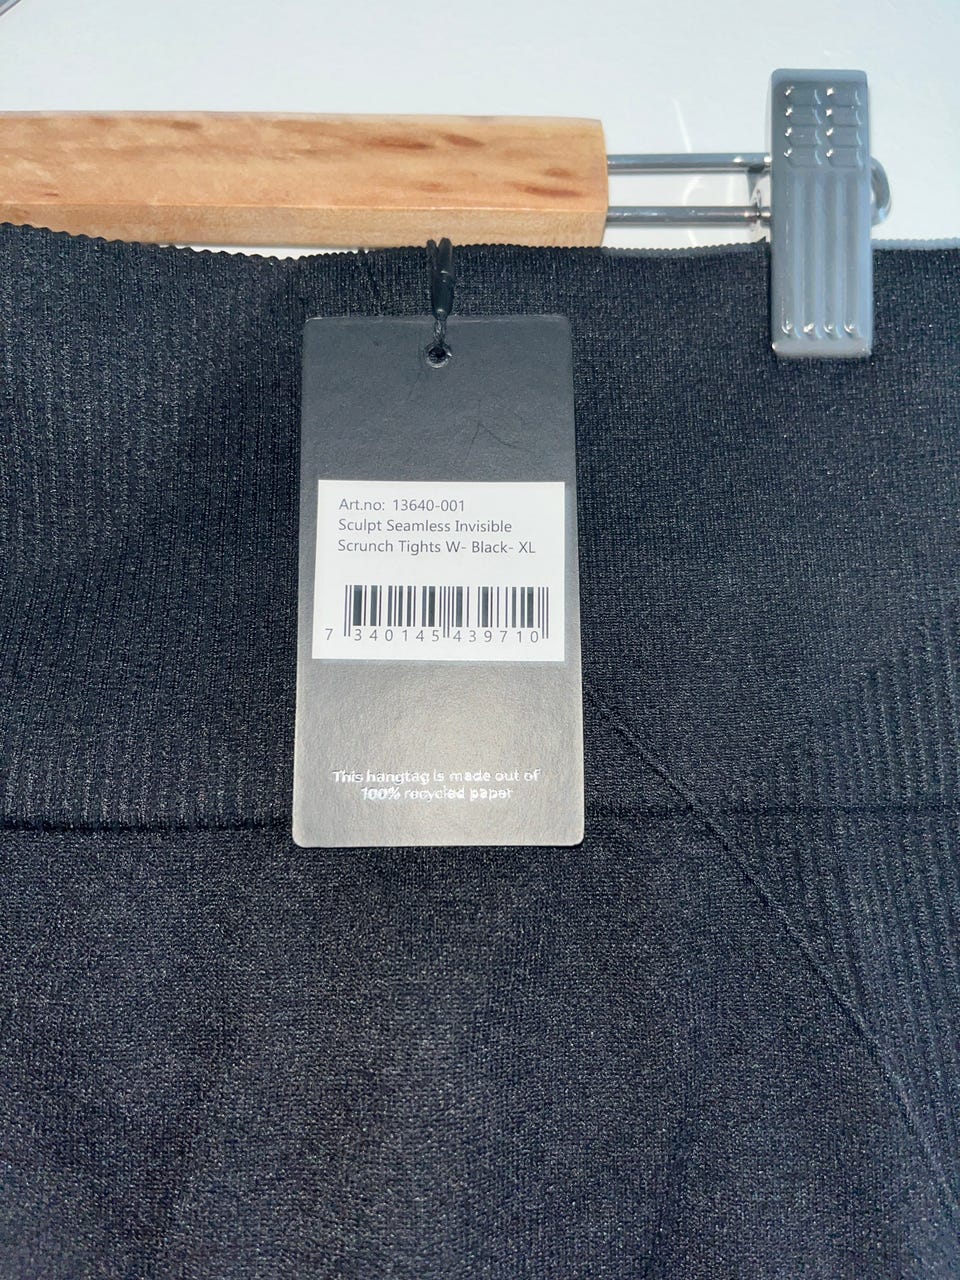 Art.no: 13640-001
Sculpt Seamless Invisible
Scrunch Tights W- Black- XL
7 340145 439710
This hangtag is made out of
100% recycled paper